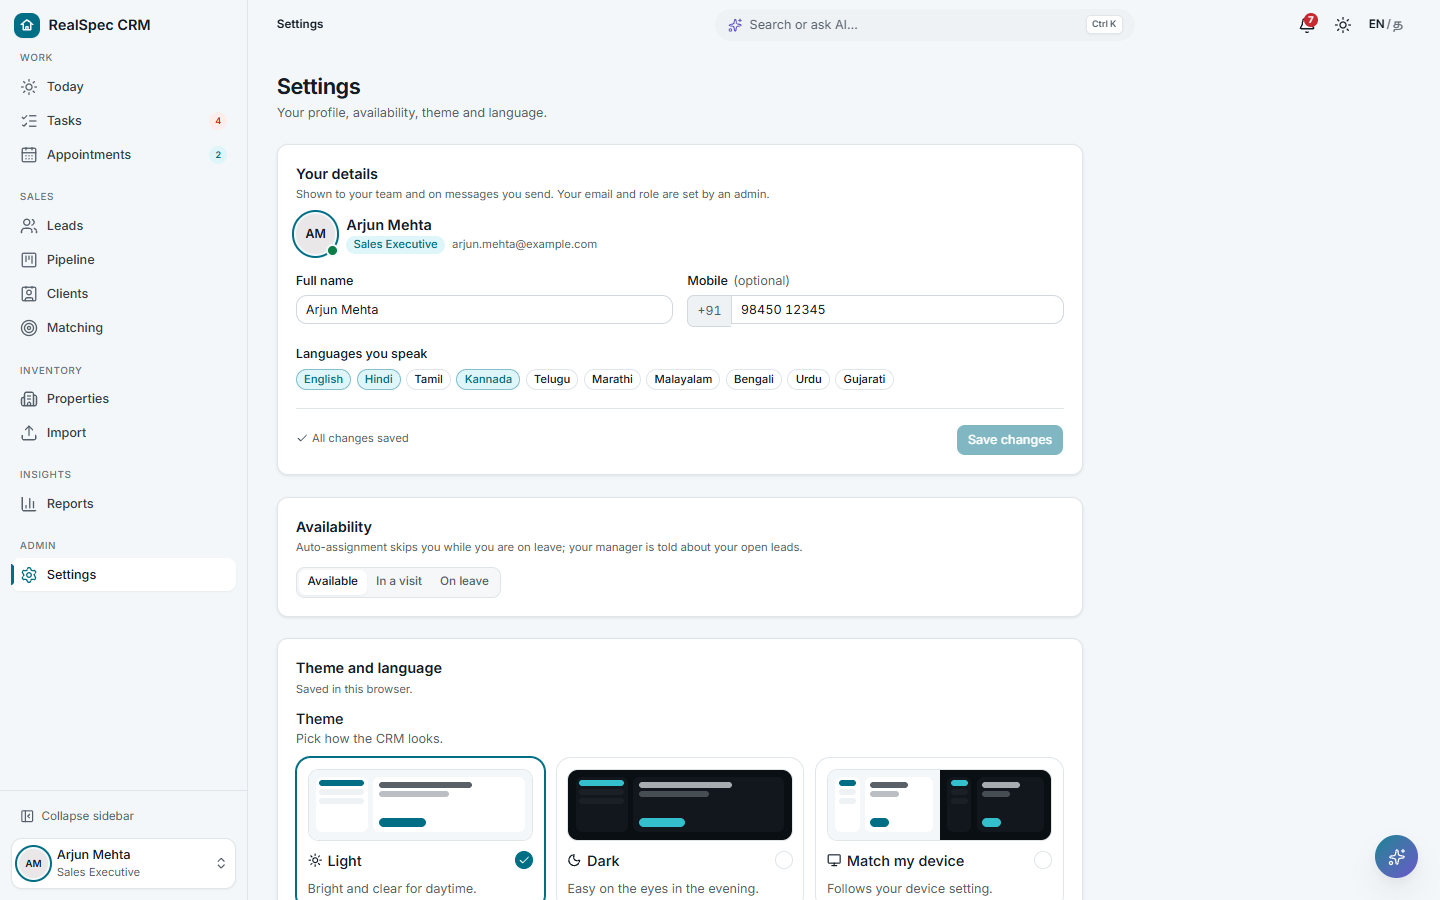 RealSpec CRM
WORK
Today
Tasks 4
Appointments 2
SALES
Leads
Pipeline
Clients
Matching
INVENTORY
Properties
Import
INSIGHTS
Reports
ADMIN
Settings
Collapse sidebar
AM
Arjun Mehta
Sales Executive
Settings
Search or ask AI...
Ctrl K
7
EN / த
Settings
Your profile, availability, theme and language.
Your details
Shown to your team and on messages you send. Your email and role are set by an admin.
AM
Arjun Mehta
Sales Executive arjun.mehta@example.com
Full name
Arjun Mehta
Mobile (optional)
+91 98450 12345
Languages you speak
English Hindi Tamil Kannada Telugu Marathi Malayalam Bengali Urdu Gujarati
All changes saved
Save changes
Availability
Auto-assignment skips you while you are on leave; your manager is told about your open leads.
Available In a visit On leave
Theme and language
Saved in this browser.
Theme
Pick how the CRM looks.
Light
Bright and clear for daytime.
Dark
Easy on the eyes in the evening.
Match my device
Follows your device setting.